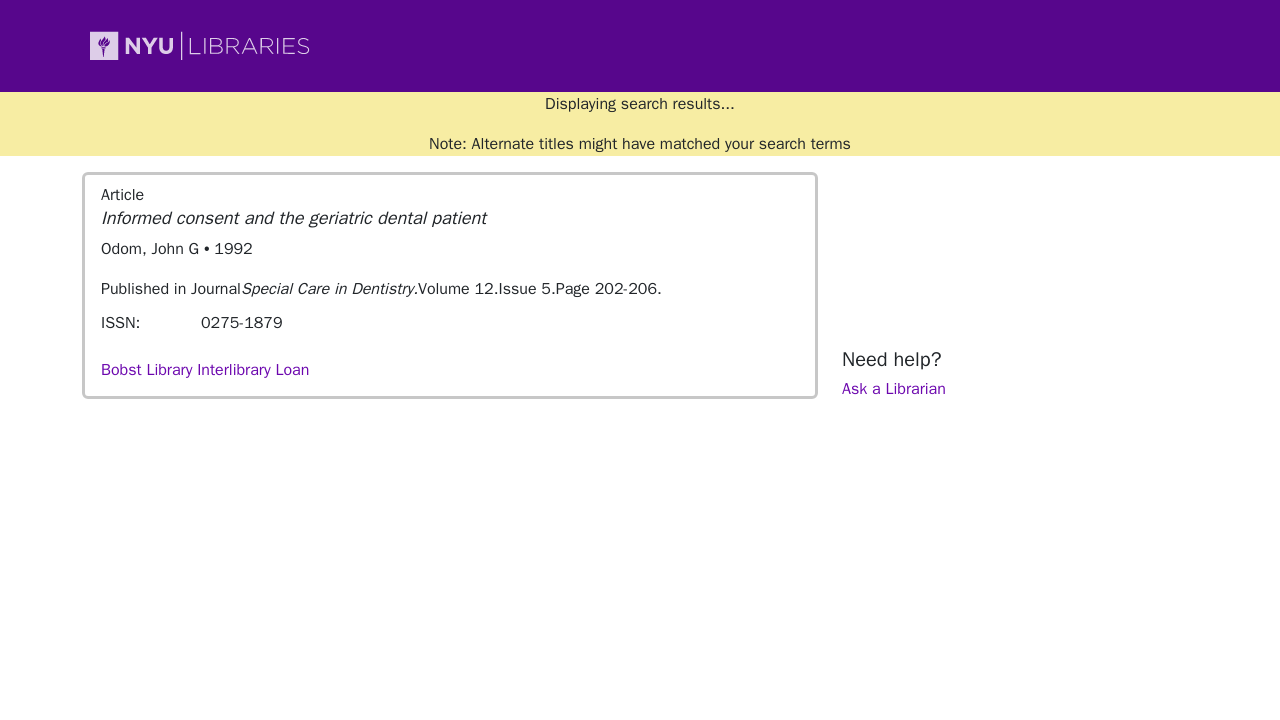 NYU LIBRARIES
Displaying search results...
Note: Alternate titles might have matched your search terms
Article
Informed consent and the geriatric dental patient
Odom, John G • 1992
Published in JournalSpecial Care in Dentistry.Volume 12.Issue 5.Page 202-206.
ISSN: 0275-1879
Bobst Library Interlibrary Loan
Need help?
Ask a Librarian